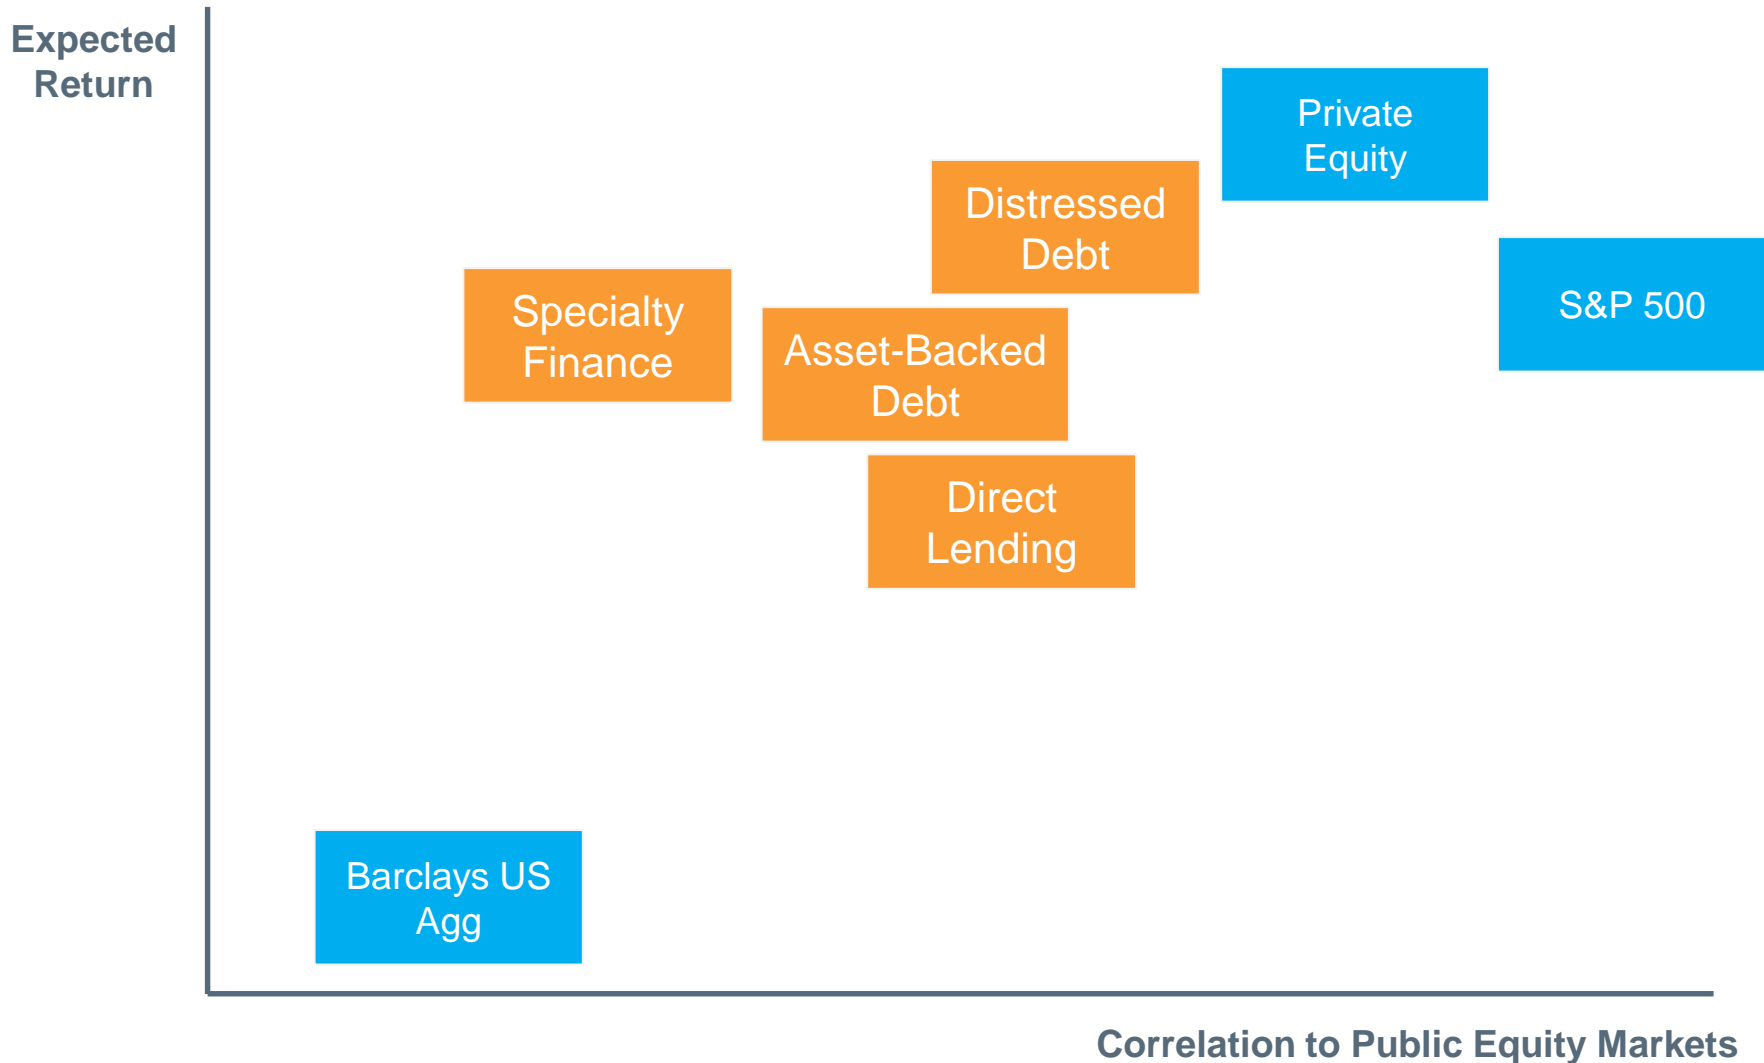 Expected
Return
Private
Equity
Distressed
Debt
S&P 500
Specialty
Finance
Asset-Backed
Debt
Direct
Lending
Barclays US
Agg
Correlation to Public Equity Markets